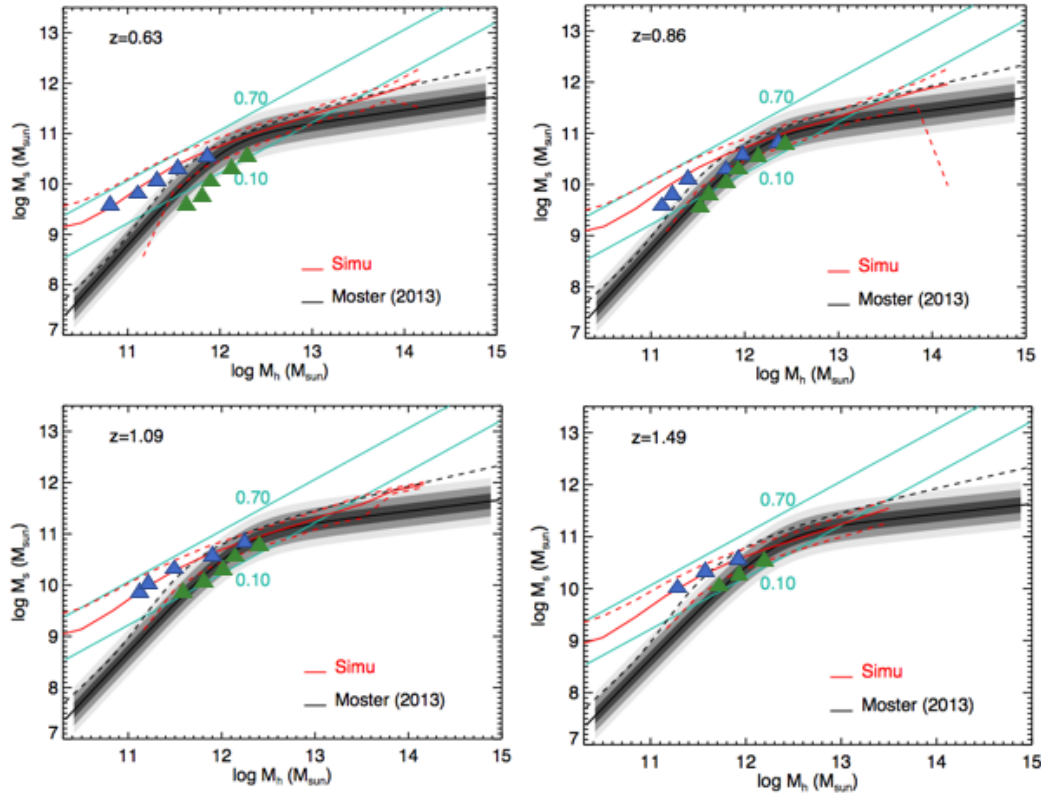 13
12
11
10
9
8
7
log Ms (Msun)
z=0.63
0.70
0.10
Simu
Moster (2013)
11
12
13
14
15
log Mh (Msun)
13
12
11
10
9
8
7
log Ms (Msun)
z=0.86
0.70
0.10
Simu
Moster (2013)
11
12
13
14
15
log Mh (Msun)
13
12
11
10
9
8
7
log Ms (Msun)
z=1.09
0.70
0.10
Simu
Moster (2013)
11
12
13
14
15
log Mh (Msun)
13
12
11
10
9
8
7
log Ms (Msun)
z=1.49
0.70
0.10
Simu
Moster (2013)
11
12
13
14
15
log Mh (Msun)